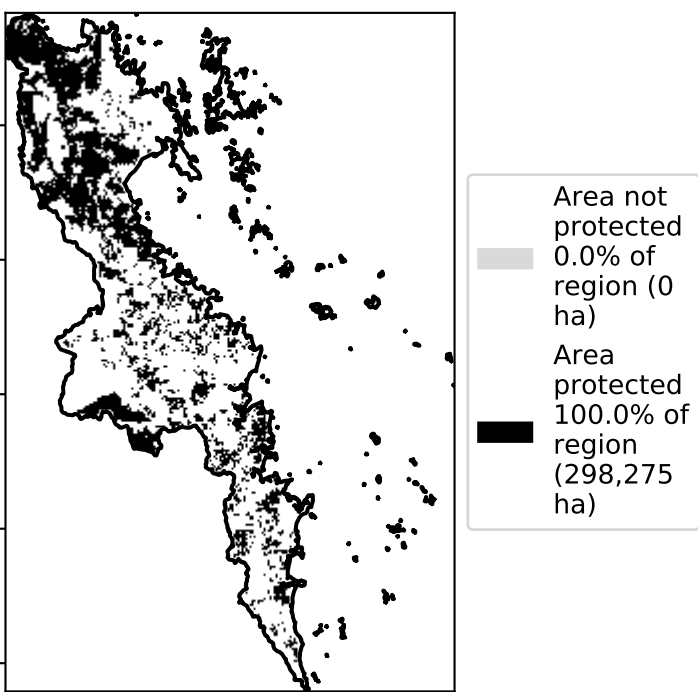 Area not
protected
0.0% of
region (0
ha)
Area
protected
100.0% of
region
(298,275
ha)